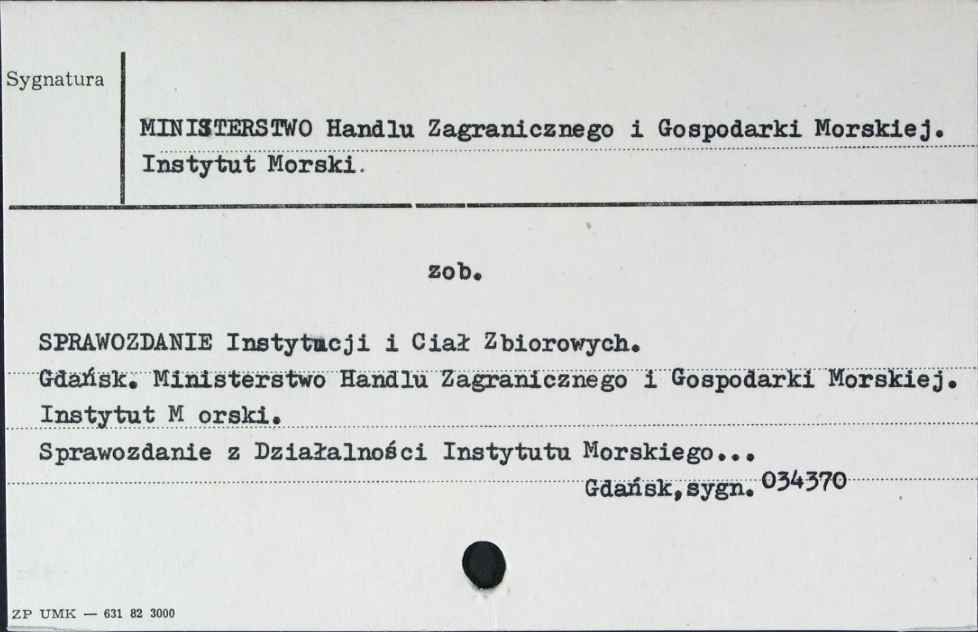 Sygnatura
MINISTERSTWO Handlu Zagranicznego i Gospodarki Morskiej.
Instytut Morski.
zob.
SPRAWOZDANIE Instytucji i Ciał Zbiorowych.
Gdańsk. Ministerstwo Handlu Zagranicznego i Gospodarki Morskiej.
Instytut M orski.
Sprawozdanie z Działalności Instytutu Morskiego...
Gdańsk,sygn. 034370
ZP UMK — 631 82 3000